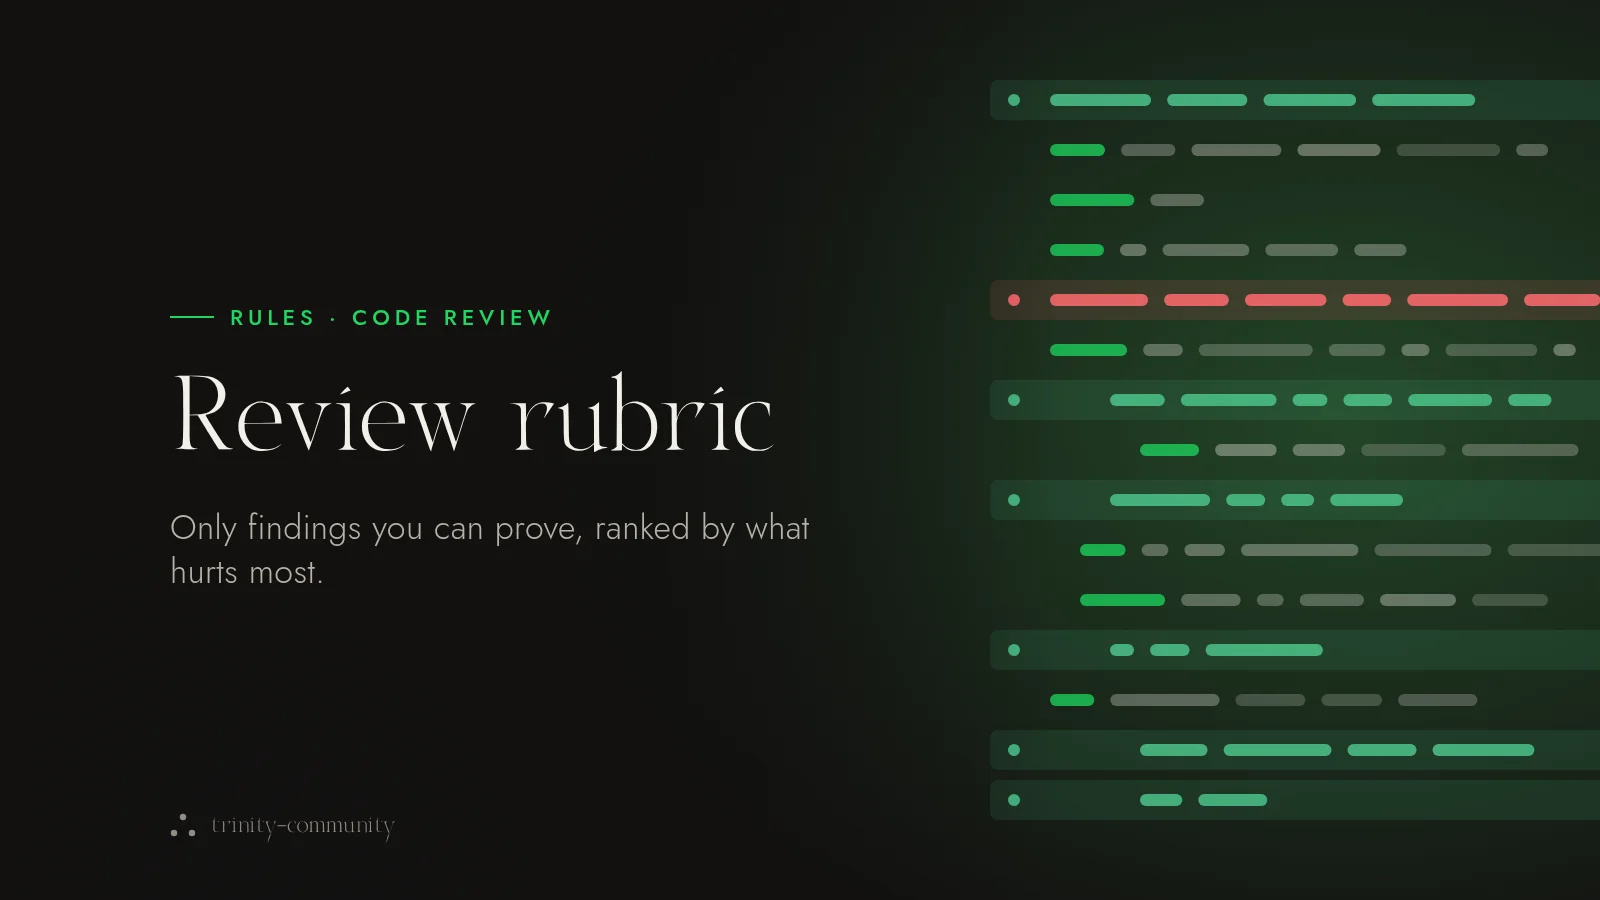 RULES · CODE REVIEW
Review rubric
Only findings you can prove, ranked by what
hurts most.
trinity-community